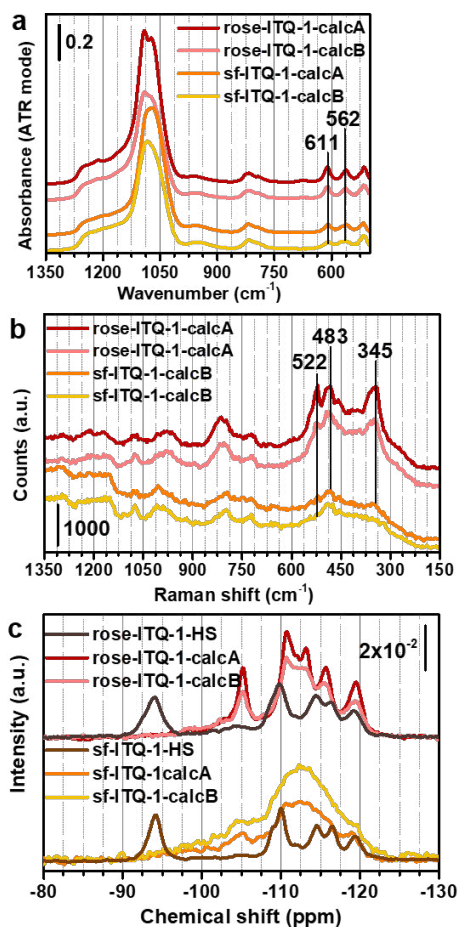 a
0.2
rose-ITQ-1-calcA
rose-ITQ-1-calcB
sf-ITQ-1-calcA
sf-ITQ-1-calcB
562
611
Absorbance (ATR mode)
1350 1200 1050 900 750 600
Wavenumber (cm-1)
b
rose-ITQ-1-calcA
rose-ITQ-1-calcA
sf-ITQ-1-calcB
sf-ITQ-1-calcB
483
522
345
Counts (a.u.)
1000
1350 1200 1050 900 750 600 450 300 150
Raman shift (cm-1)
c
rose-ITQ-1-HS
rose-ITQ-1-calcA
rose-ITQ-1-calcB
2x10-2
sf-ITQ-1-HS
sf-ITQ-1calcA
sf-ITQ-1-calcB
Intensity (a.u.)
-80 -90 -100 -110 -120 -130
Chemical shift (ppm)